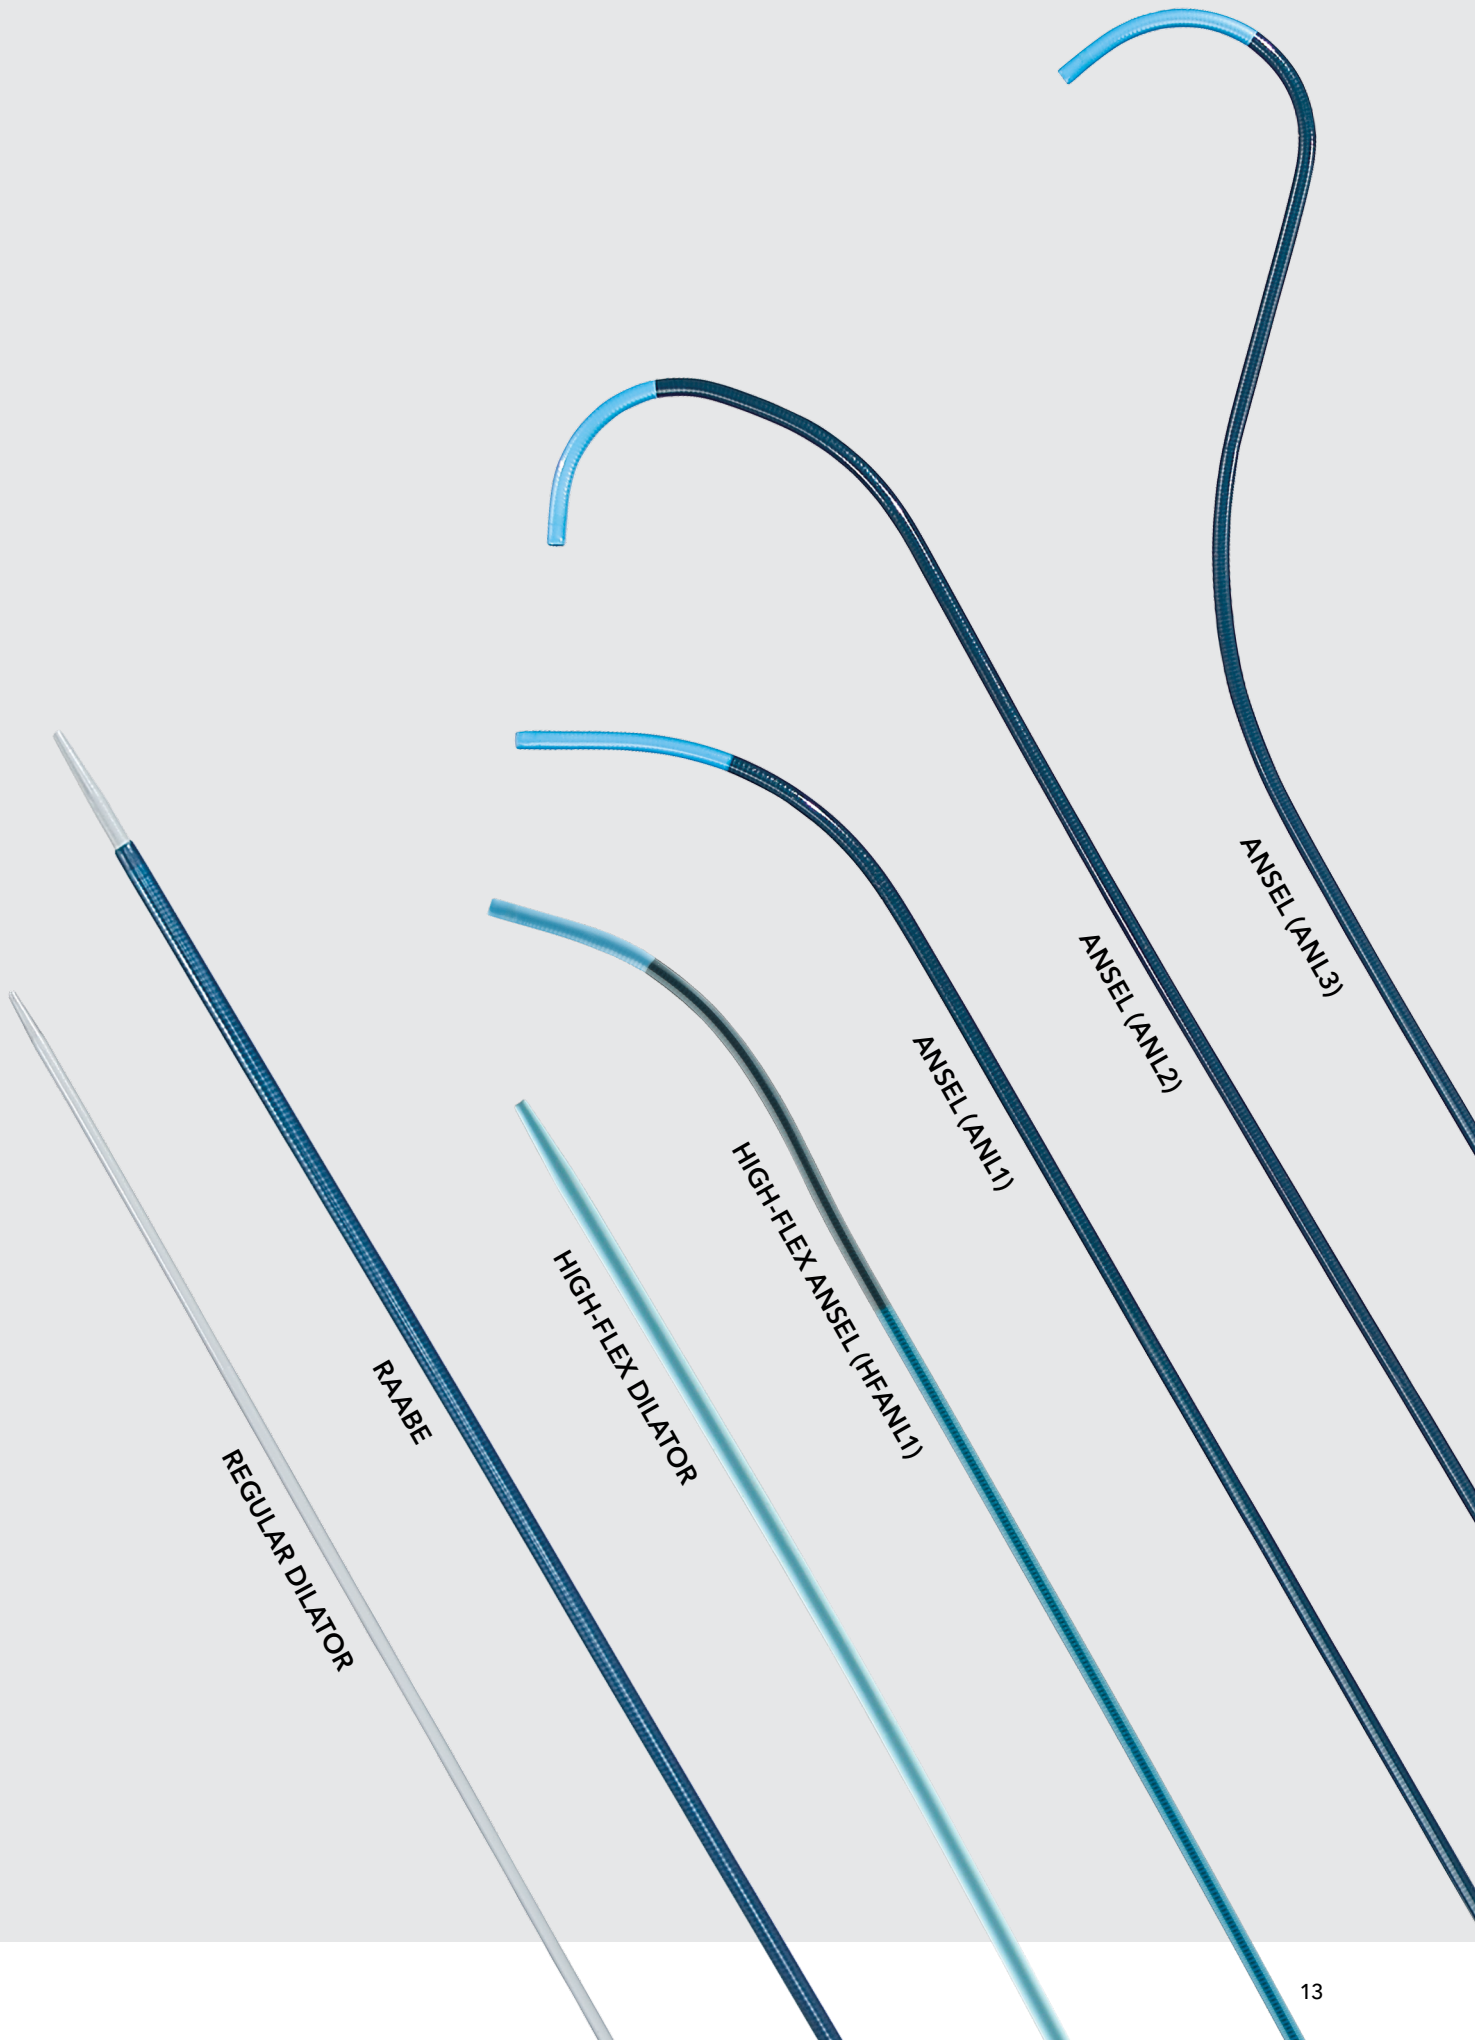 ANSEL (ANL3)
ANSEL (ANL2)
ANSEL (ANL1)
HIGH-FLEX ANSEL (HFANL1)
HIGH-FLEX DILATOR
RAABE
REGULAR DILATOR
13